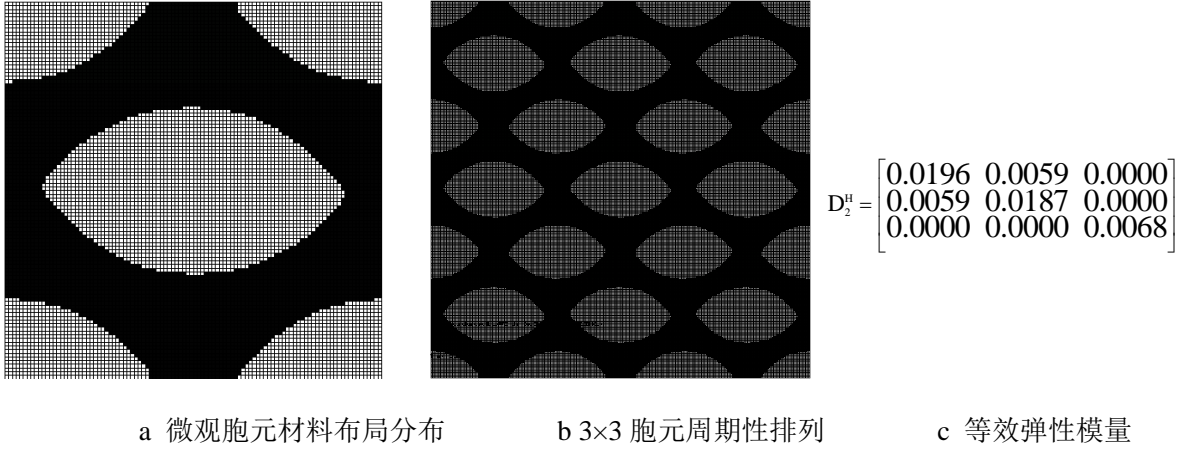 D₂ᴴ = [0.0196 0.0059 0.0000
0.0059 0.0187 0.0000
0.0000 0.0000 0.0068]
a 微观胞元材料布局分布
b 3×3 胞元周期性排列
c 等效弹性模量